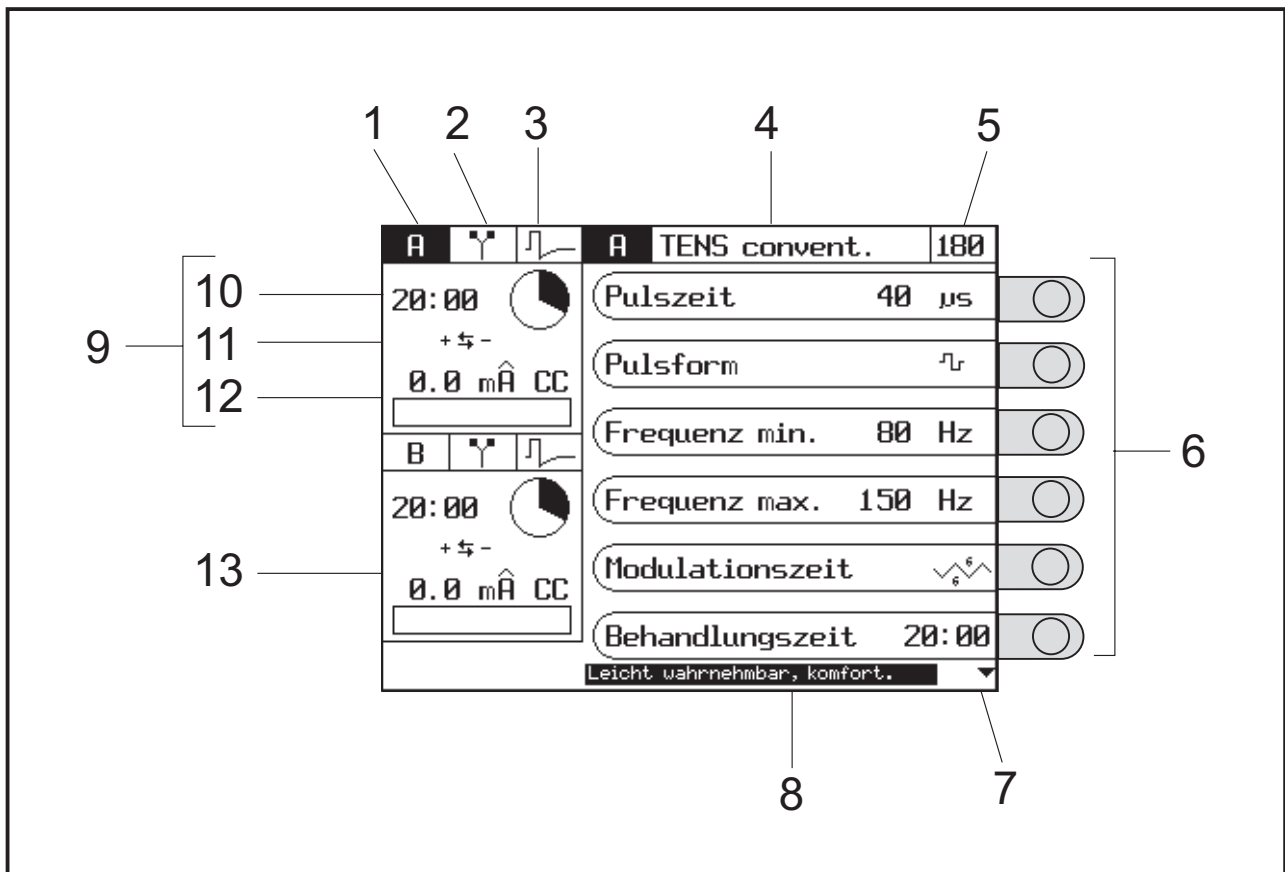 1 2 3 4 5
A A TENS convent. 180
9 10 20:00 Pulszeit 40 µs
11 + ⇆ -
12 0.0 mÂ CC Pulsform
Frequenz min. 80 Hz
6
B
20:00 Frequenz max. 150 Hz
+ ⇆ -
13 0.0 mÂ CC Modulationszeit 6 6
Behandlungszeit 20:00
Leicht wahrnehmbar, komfort.
8 7